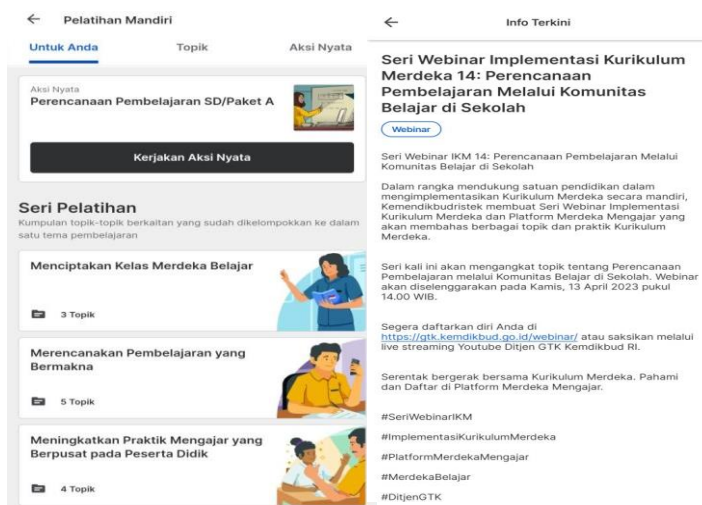 Pelatihan Mandiri
Untuk Anda
Topik
Aksi Nyata
Aksi Nyata
Perencanaan Pembelajaran SD/Paket A
Kerjakan Aksi Nyata
Seri Pelatihan
Kumpulan topik-topik berkaitan yang sudah dikelompokkan ke dalam
satu tema pembelajaran
Menciptakan Kelas Merdeka Belajar
3 Topik
Merencanakan Pembelajaran yang
Bermakna
5 Topik
Meningkatkan Praktik Mengajar yang
Berpusat pada Peserta Didik
4 Topik
Info Terkini
Seri Webinar Implementasi Kurikulum
Merdeka 14: Perencanaan
Pembelajaran Melalui Komunitas
Belajar di Sekolah
Webinar
Seri Webinar IKM 14: Perencanaan Pembelajaran Melalui
Komunitas Belajar di Sekolah
Dalam rangka mendukung satuan pendidikan dalam
mengimplementasikan Kurikulum Merdeka secara mandiri,
Kemendikbudristek membuat Seri Webinar Implementasi
Kurikulum Merdeka dan Platform Merdeka Mengajar yang
akan membahas berbagai topik dan praktik Kurikulum
Merdeka.
Seri kali ini akan mengangkat topik tentang Perencanaan
Pembelajaran melalui Komunitas Belajar di Sekolah. Webinar
akan diselenggarakan pada Kamis, 13 April 2023 pukul
14.00 WIB.
Segera daftarkan diri Anda di
https://gtk.kemdikbud.go.id/webinar/ atau saksikan melalui
live streaming Youtube Ditjen GTK Kemdikbud RI.
Serentak bergerak bersama Kurikulum Merdeka. Pahami
dan Daftar di Platform Merdeka Mengajar.
#SeriWebinarIKM
#ImplementasiKurikulumMerdeka
#PlatformMerdekaMengajar
#MerdekaBelajar
#DitjenGTK